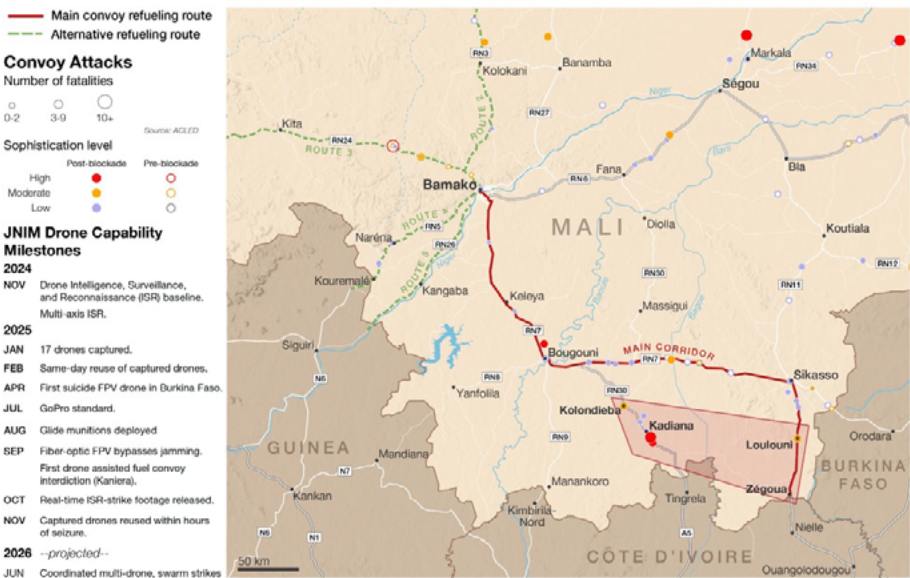 Main convoy refueling route
Alternative refueling route
Convoy Attacks
Number of fatalities
0-2
3-9
10+
Source: ACLED
Sophistication level
Post-blockade
Pre-blockade
High
Moderate
Low
JNIM Drone Capability
Milestones
2024
NOV Drone Intelligence, Surveillance,
and Reconnaissance (ISR) baseline.
Multi-axis ISR.
2025
JAN 17 drones captured.
FEB Same-day reuse of captured drones.
APR First suicide FPV drone in Burkina Faso.
JUL GoPro standard.
AUG Glide munitions deployed
SEP Fiber-optic FPV bypasses jamming.
First drone assisted fuel convoy
interdiction (Kaniera).
OCT Real-time ISR-strike footage released.
NOV Captured drones reused within hours
of seizure.
2026 --projected--
JUN Coordinated multi-drone, swarm strikes
RN3
Kolokani
Banamba
Markala
RN34
Ségou
Niger
Kita
RN24
ROUTE 3
ROUTE 2
RN27
Bani
Bamako
Fana
RN6
Bla
MALI
Diolla
Koutiala
ROUTE 4
RN5
Naréna
RN26
Niger
ROUTE 5
Kouremalé
Kangaba
RN30
RN11
RN12
Keleya
Massigui
Siguiri
RN7
Bougouni
MAIN CORRIDOR
RN7
Sikasso
N6
RN8
Yanfolila
RN30
Kolondieba
Kadiana
Loulouni
Orodara
GUINEA
RN9
Mandiana
N7
BURKINA
FASO
Kankan
Manankoro
Tingrela
Zégoua
Kimbirila-
Nord
Nielle
N6
N1
A5
CÔTE D'IVOIRE
Ouangolodougou
50 km